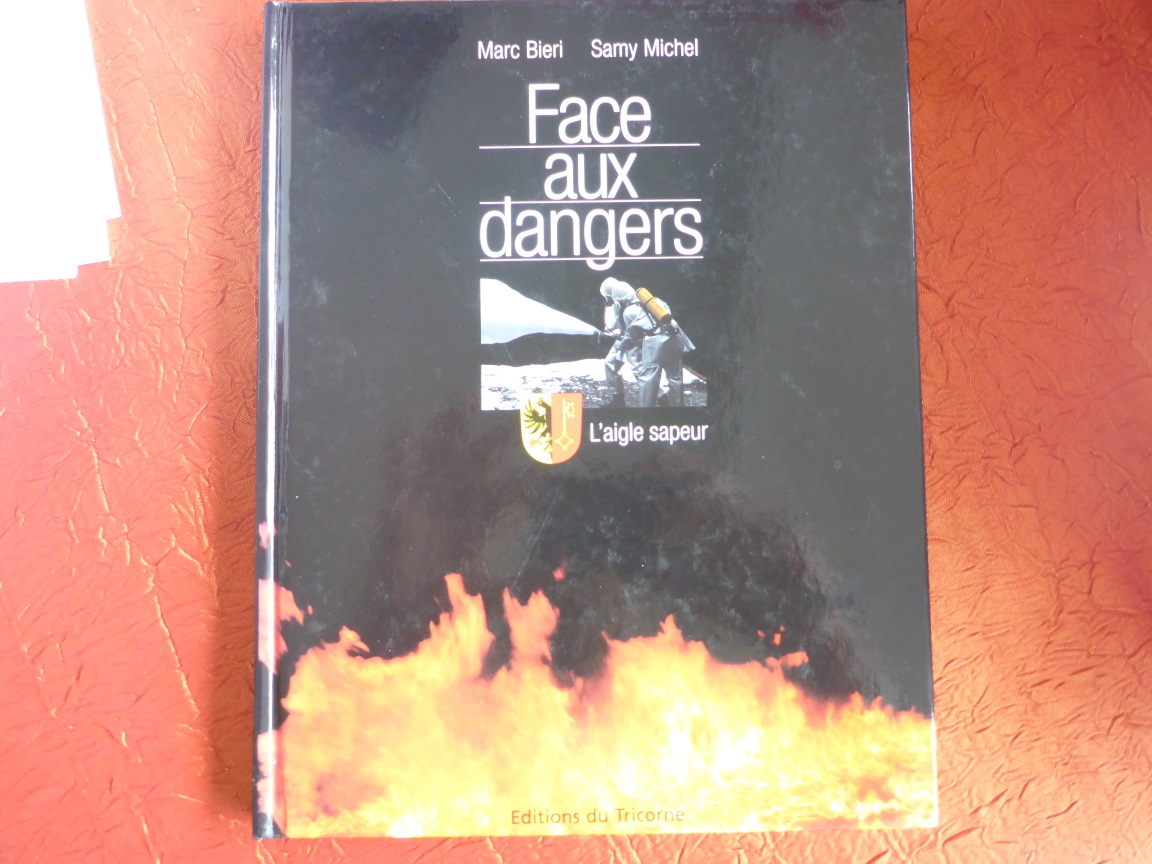 Marc Bieri Samy Michel
Face
aux
dangers
L'aigle sapeur
Editions du Tricorne